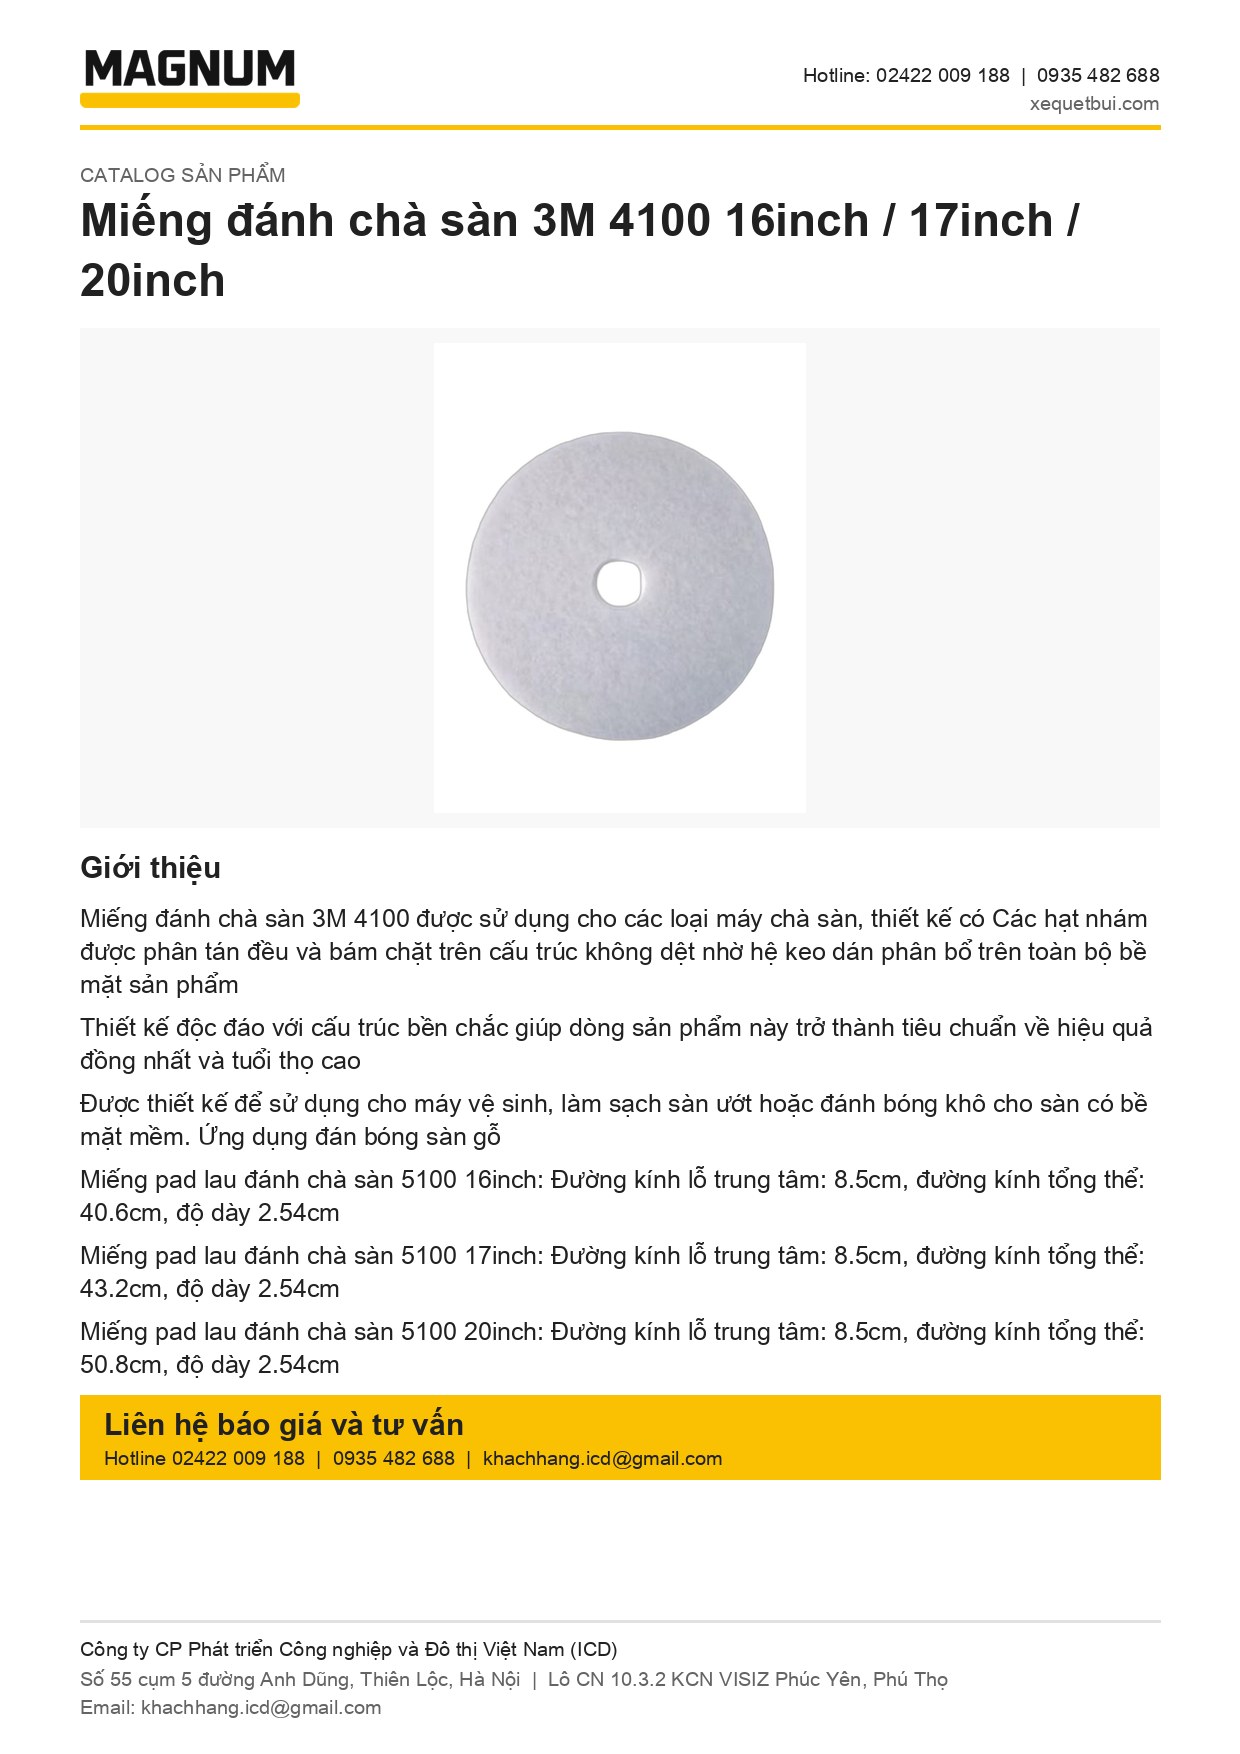 MAGNUM
Hotline: 02422 009 188 | 0935 482 688
xequetbui.com
CATALOG SẢN PHẨM
Miếng đánh chà sàn 3M 4100 16inch / 17inch /
20inch
Giới thiệu
Miếng đánh chà sàn 3M 4100 được sử dụng cho các loại máy chà sàn, thiết kế có Các hạt nhám
được phân tán đều và bám chặt trên cấu trúc không dệt nhờ hệ keo dán phân bổ trên toàn bộ bề
mặt sản phẩm
Thiết kế độc đáo với cấu trúc bền chắc giúp dòng sản phẩm này trở thành tiêu chuẩn về hiệu quả
đồng nhất và tuổi thọ cao
Được thiết kế để sử dụng cho máy vệ sinh, làm sạch sàn ướt hoặc đánh bóng khô cho sàn có bề
mặt mềm. Ứng dụng đán bóng sàn gỗ
Miếng pad lau đánh chà sàn 5100 16inch: Đường kính lỗ trung tâm: 8.5cm, đường kính tổng thể:
40.6cm, độ dày 2.54cm
Miếng pad lau đánh chà sàn 5100 17inch: Đường kính lỗ trung tâm: 8.5cm, đường kính tổng thể:
43.2cm, độ dày 2.54cm
Miếng pad lau đánh chà sàn 5100 20inch: Đường kính lỗ trung tâm: 8.5cm, đường kính tổng thể:
50.8cm, độ dày 2.54cm
Liên hệ báo giá và tư vấn
Hotline 02422 009 188 | 0935 482 688 | khachhang.icd@gmail.com
Công ty CP Phát triển Công nghiệp và Đô thị Việt Nam (ICD)
Số 55 cụm 5 đường Anh Dũng, Thiên Lộc, Hà Nội | Lô CN 10.3.2 KCN VISIZ Phúc Yên, Phú Thọ
Email: khachhang.icd@gmail.com